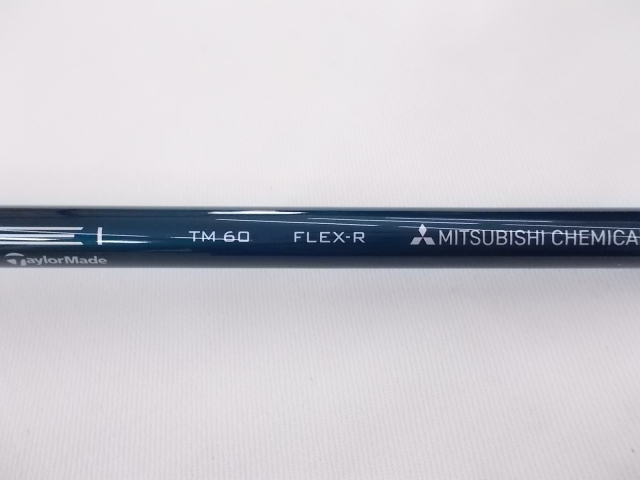 TM 60 FLEX-R MITSUBISHI CHEMICA
TaylorMade